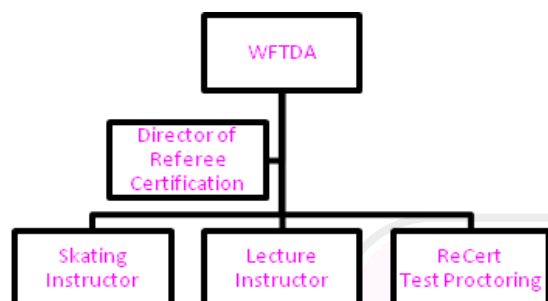 WFTDA
Director of
Referee
Certification
Skating
Instructor
Lecture
Instructor
ReCert
Test Proctoring